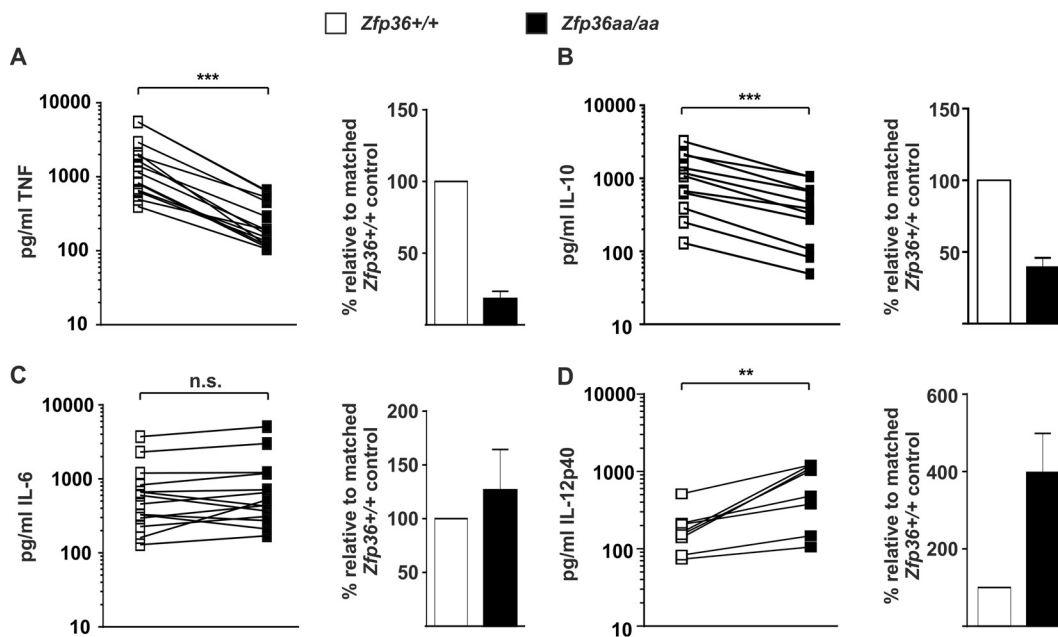 Zfp36+/+ Zfp36aa/aa
A
***
pg/ml TNF
10000
1000
100
10
% relative to matched
Zfp36+/+ control
150
100
50
B
***
pg/ml IL-10
10000
1000
100
10
% relative to matched
Zfp36+/+ control
150
100
50
C
n.s.
pg/ml IL-6
10000
1000
100
10
% relative to matched
Zfp36+/+ control
200
150
100
50
D
**
pg/ml IL-12p40
10000
1000
100
10
% relative to matched
Zfp36+/+ control
600
400
200